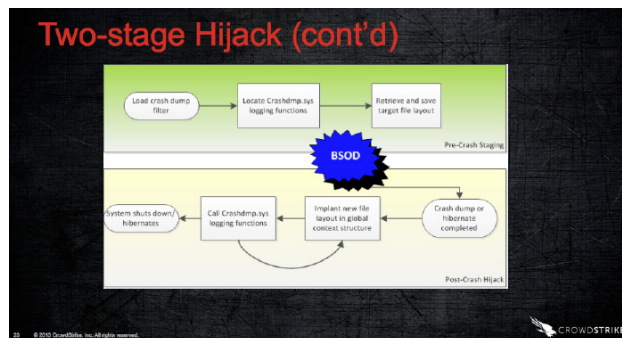 Two-stage Hijack (cont'd)
Load crash dump
filter
Locate Crashdmp.sys
logging functions
Retrieve and save
target file layout
Pre-Crash Staging
BSOD
System shuts down/
hibernates
Call Crashdmp.sys
logging functions
Implant new file
layout in global
context structure
Crash dump or
hibernate
completed
Post-Crash Hijack
20 © 2013 CrowdStrike, Inc. All rights reserved.
CROWDSTRIKE